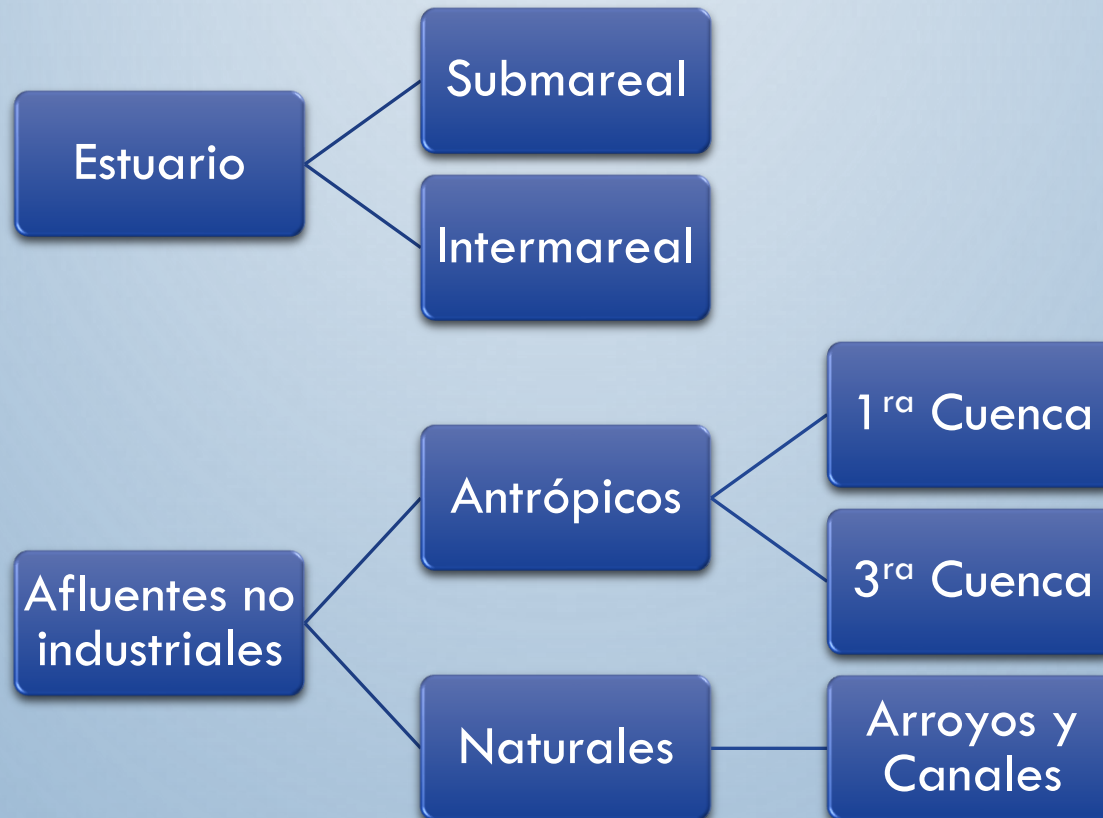 Estuario
Submareal
Intermareal
Afluentes no
industriales
Antrópicos
1ra Cuenca
3ra Cuenca
Naturales
Arroyos y
Canales